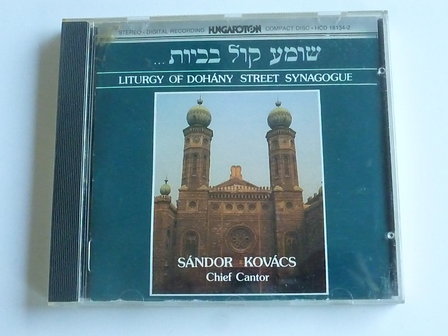 STEREO - DIGITAL RECORDING HUNGAROTON COMPACT DISC - HCD 18134-2
שומע קול בכיות ...
LITURGY OF DOHÁNY STREET SYNAGOGUE
SÁNDOR KOVÁCS
Chief Cantor